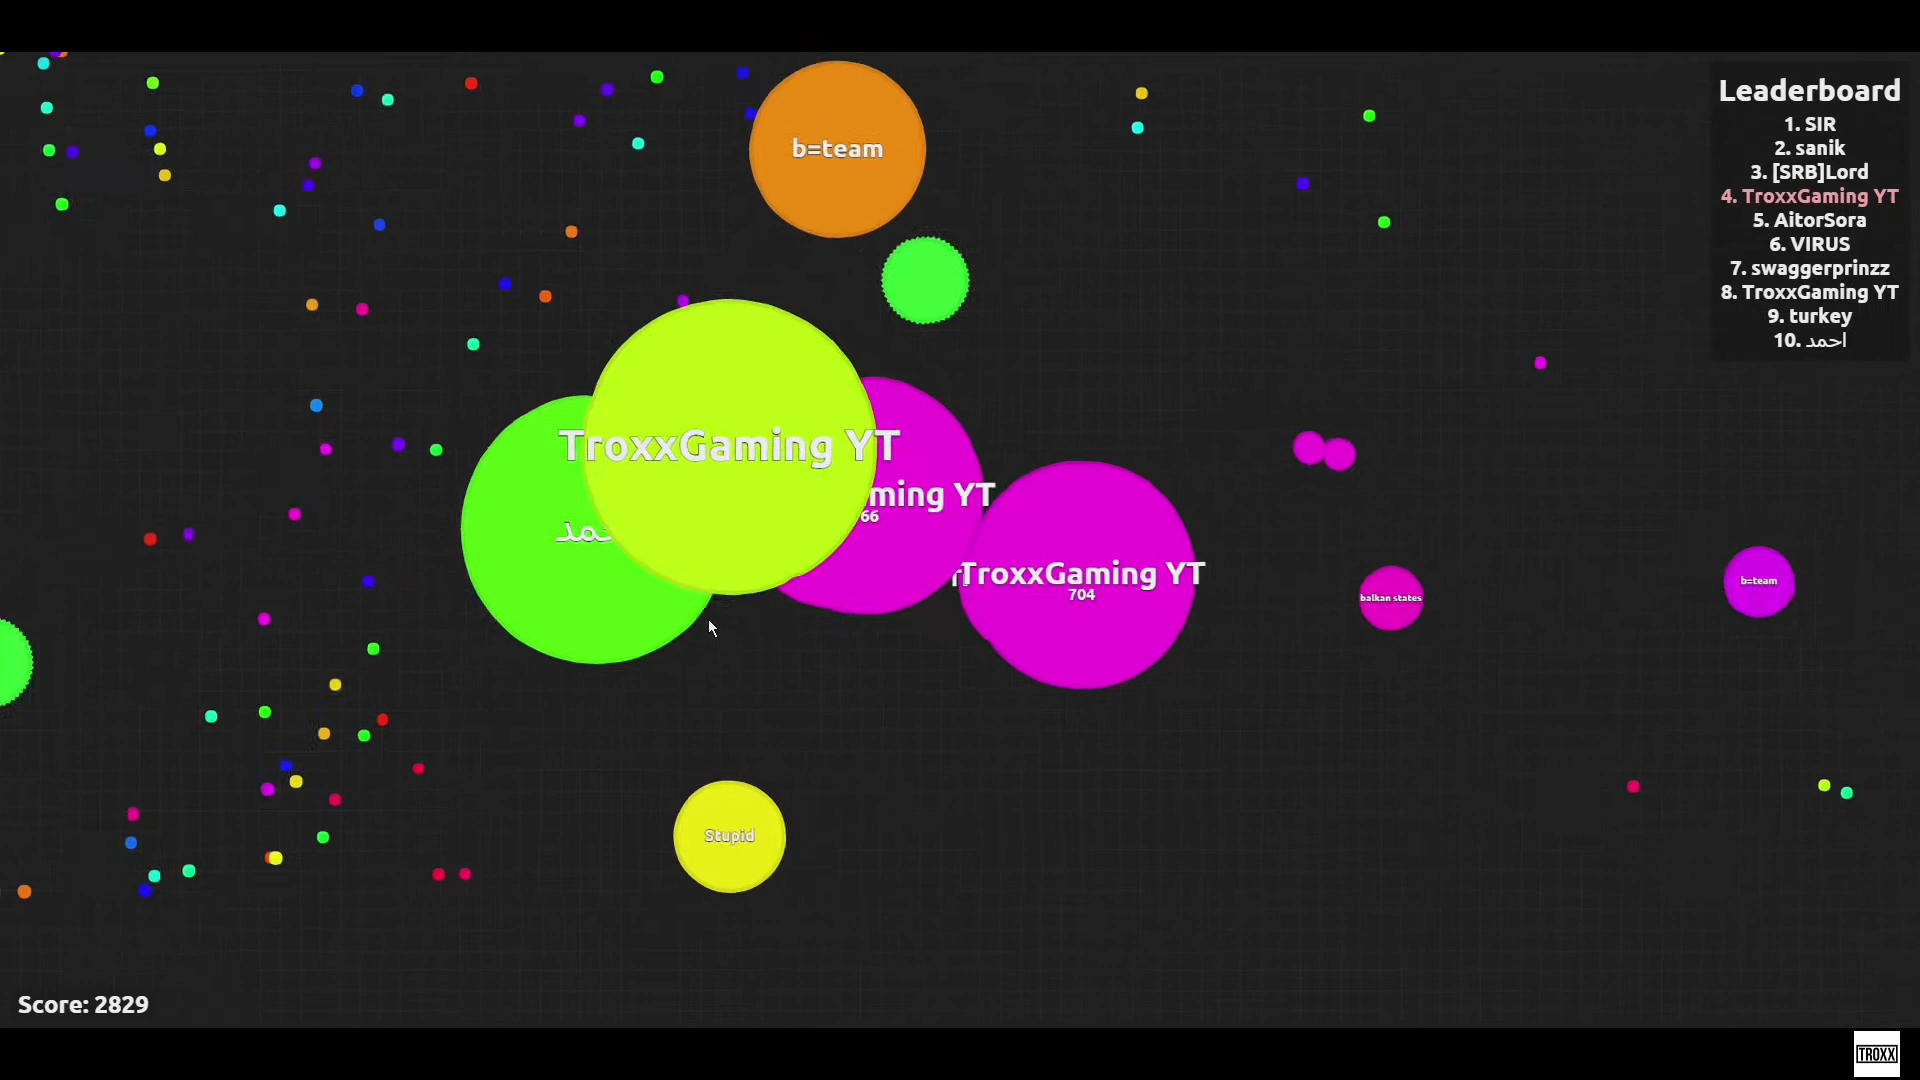 Leaderboard
1. SIR
2. sanik
3. [SRB]Lord
4. TroxxGaming YT
5. AitorSora
6. VIRUS
7. swaggerprinzz
8. TroxxGaming YT
9. turkey
10. احمد
b=team
TroxxGaming YT
ming YT
66
TroxxGaming YT
704
balkan states
b=team
Stupid
Score: 2829
TROXX